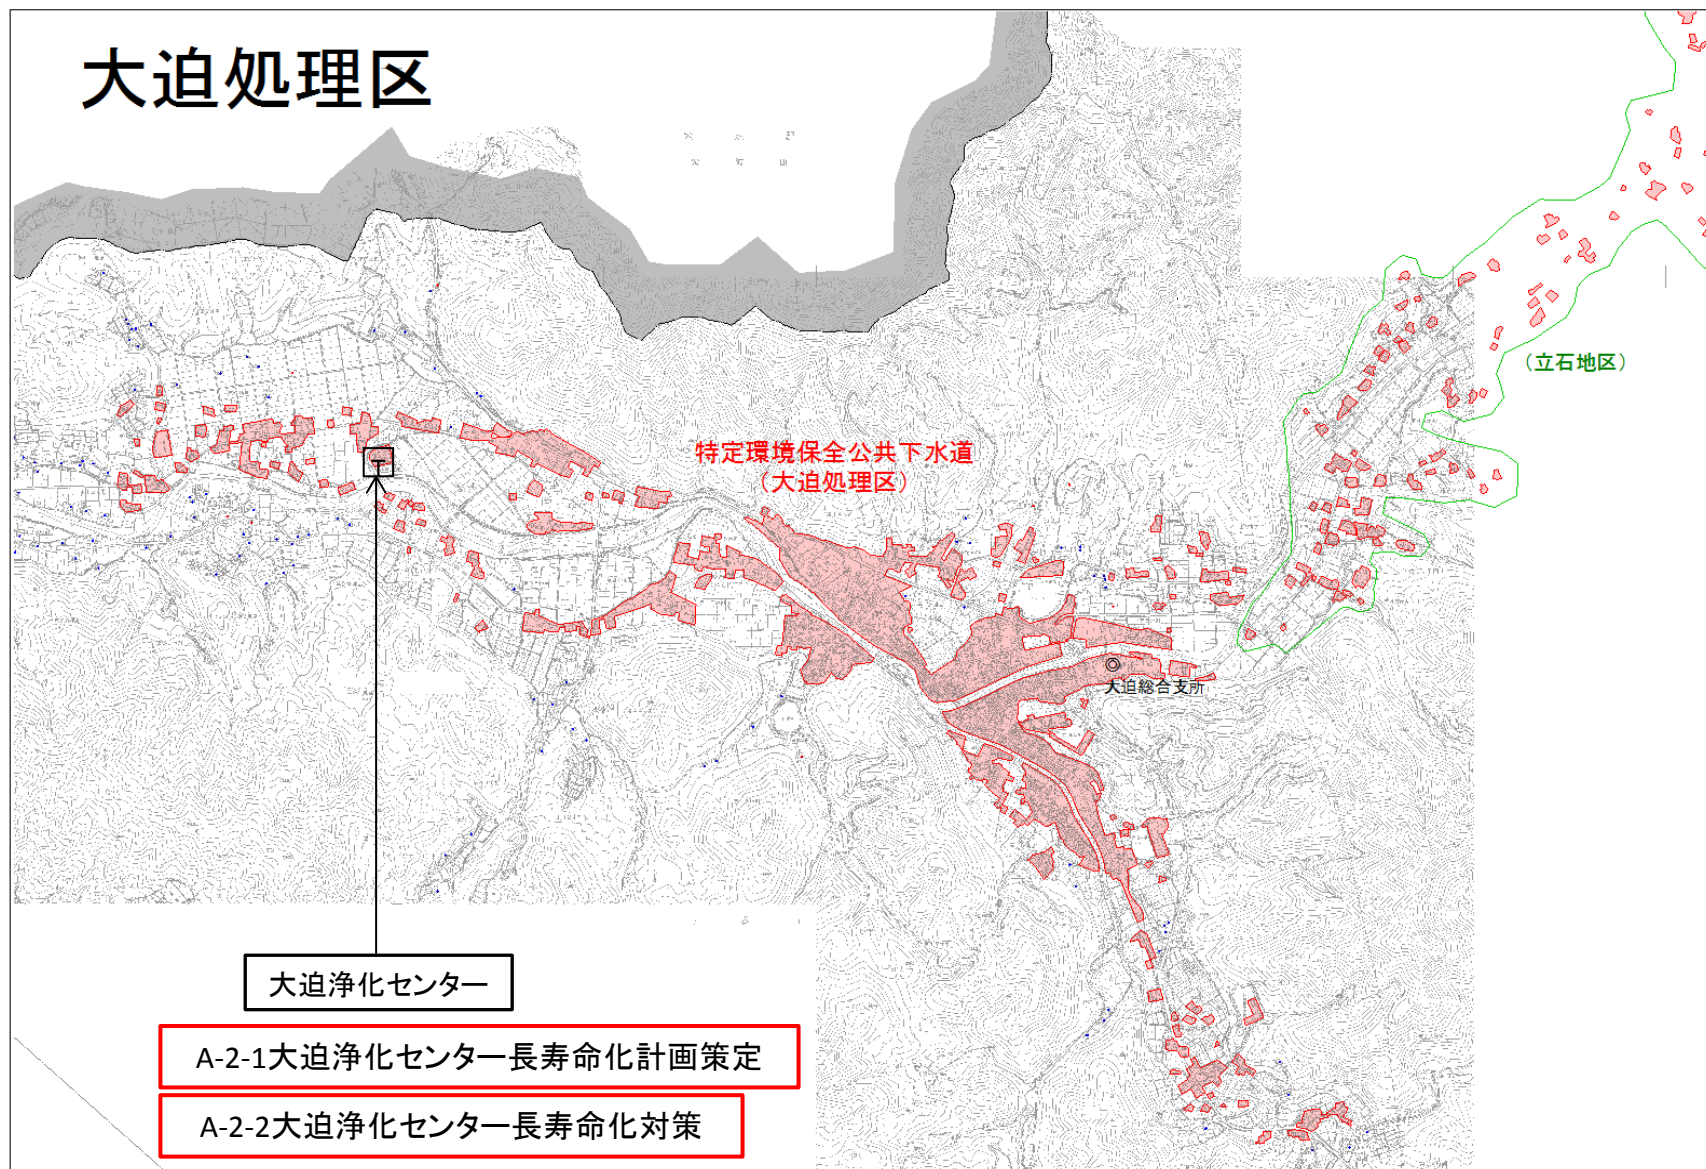 大迫処理区
(立石地区)
特定環境保全公共下水道
(大迫処理区)
T
大迫総合支所
大迫浄化センター
A-2-1大迫浄化センター長寿命化計画策定
A-2-2大迫浄化センター長寿命化対策